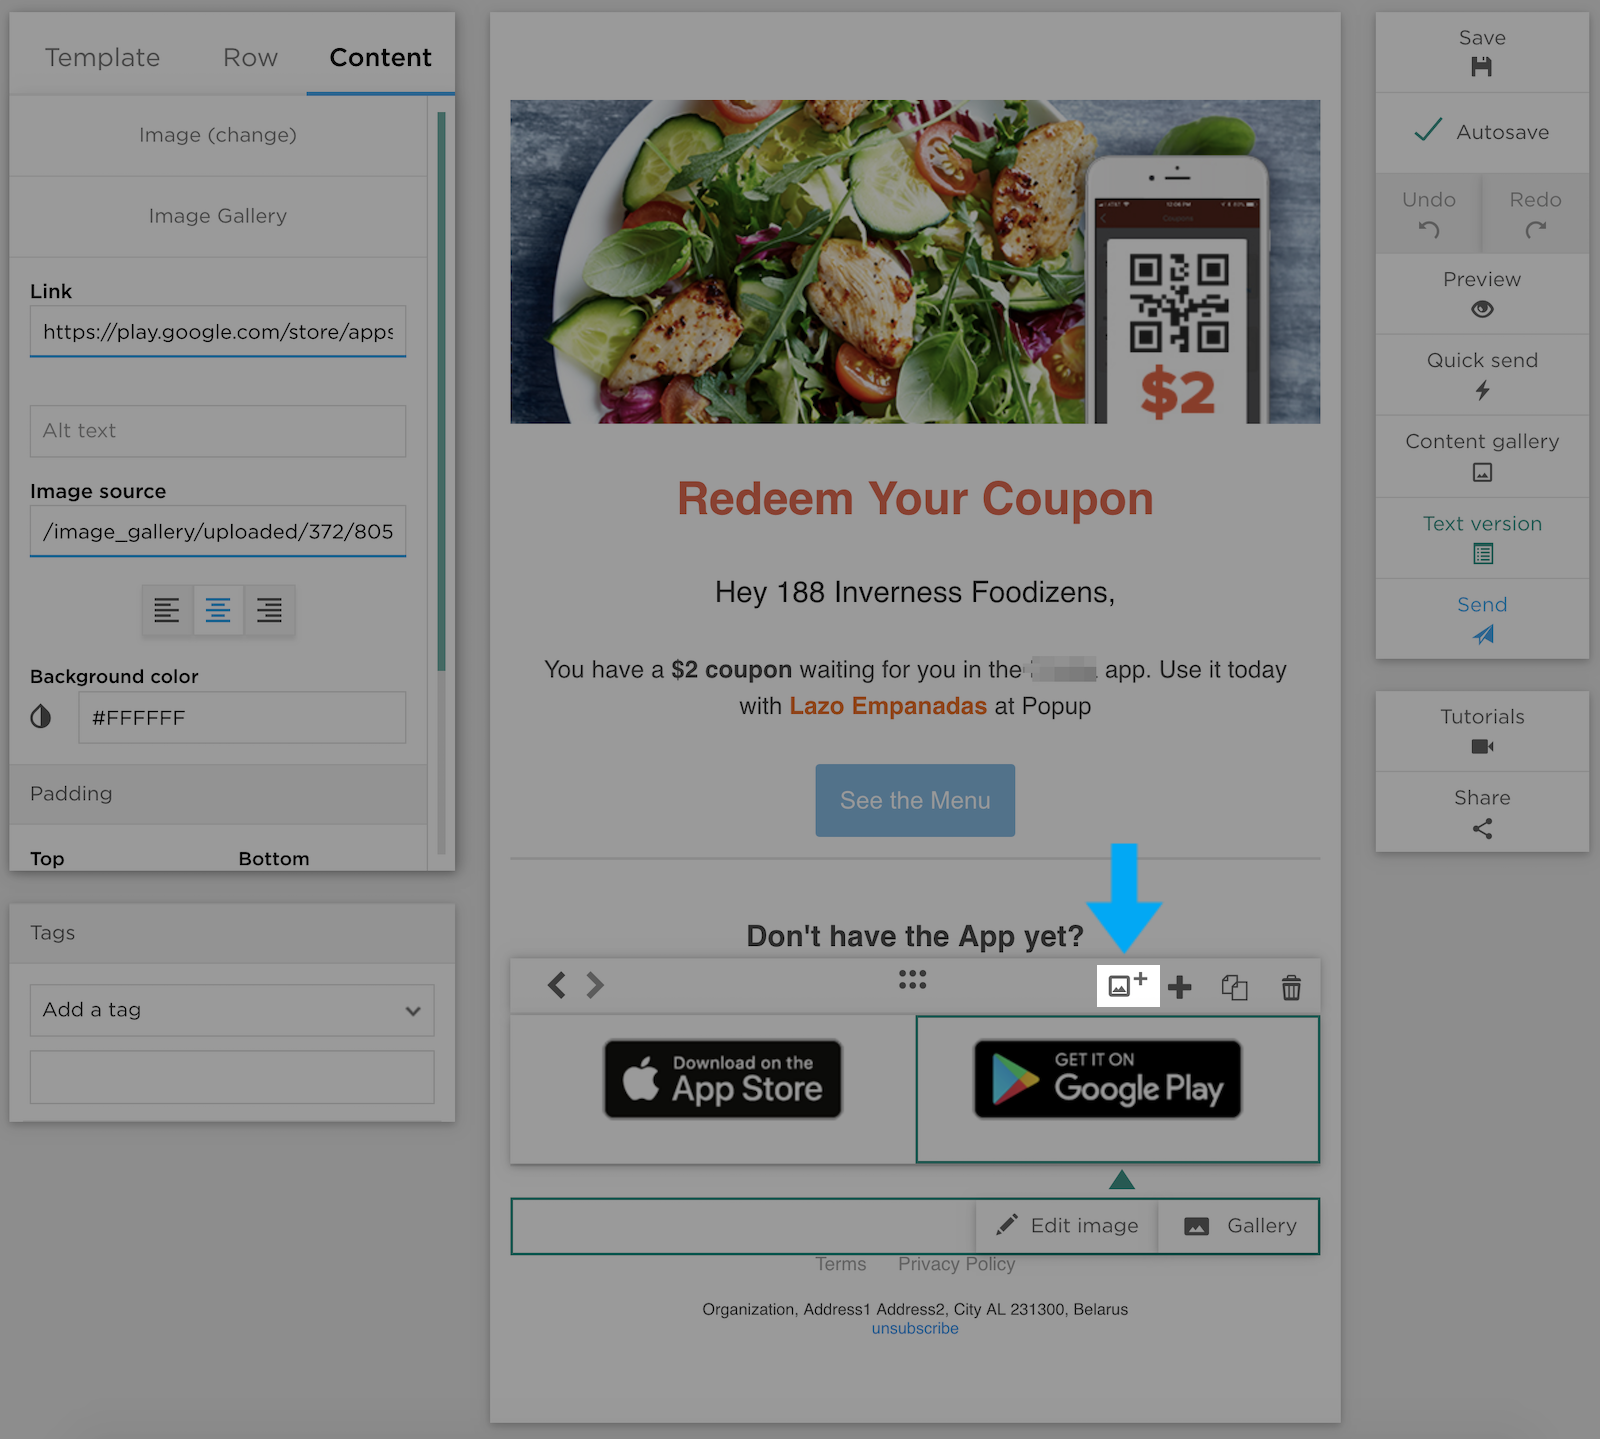 Template Row Content
Image (change)
Image Gallery
Link
https://play.google.com/store/apps
Alt text
Image source
/image_gallery/uploaded/372/805
Background color
#FFFFFF
Padding
Top Bottom
Tags
Add a tag
12:06 PM
Coupons
$2
Redeem Your Coupon
Hey 188 Inverness Foodizens,
You have a $2 coupon waiting for you in the app. Use it today
with Lazo Empanadas at Popup
See the Menu
Don't have the App yet?
Download on the
App Store
GET IT ON
Google Play
Edit image Gallery
Terms Privacy Policy
Organization, Address1 Address2, City AL 231300, Belarus
unsubscribe
Save
Autosave
Undo Redo
Preview
Quick send
Content gallery
Text version
Send
Tutorials
Share